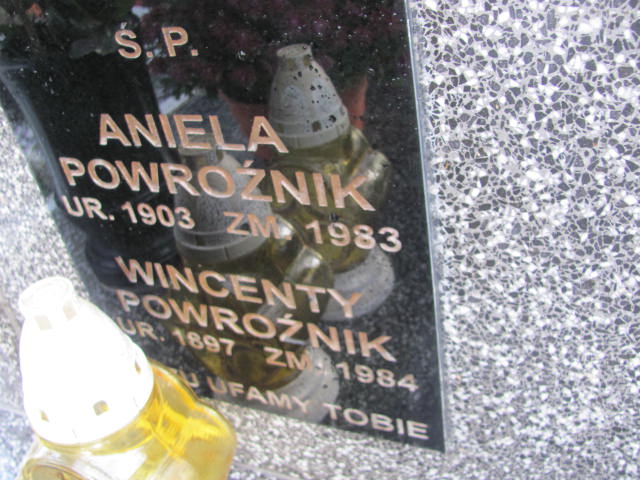 Ś.P.
ANIELA
POWROŹNIK
UR. 1903 ZM. 1983
WINCENTY
POWROŹNIK
UR. 1897 ZM. 1984
UFAMY TOBIE